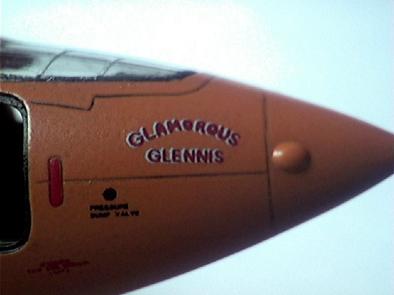 GLAMOROUS
GLENNIS
PRESSURE
DUMP VALVE